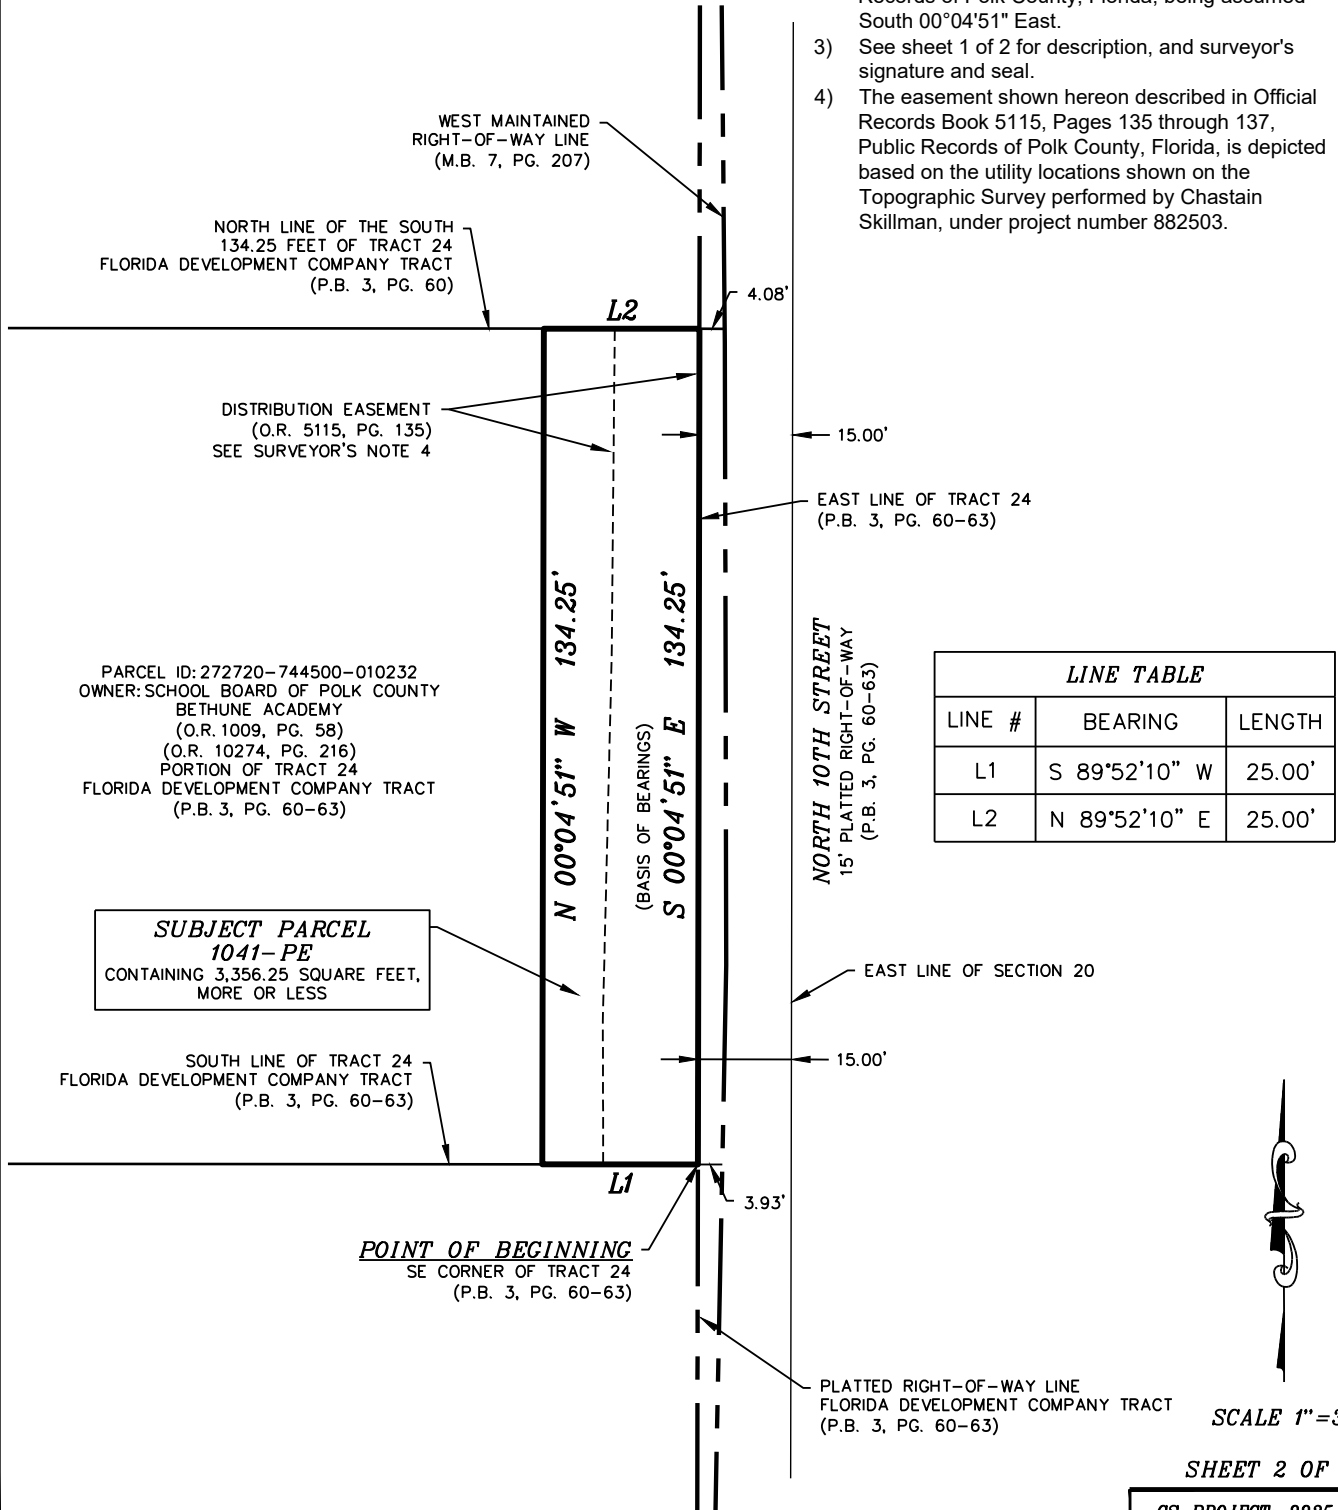 Records of Polk County, Florida, being assumed
South 00°04'51" East.
3) See sheet 1 of 2 for description, and surveyor's
signature and seal.
4) The easement shown hereon described in Official
Records Book 5115, Pages 135 through 137,
Public Records of Polk County, Florida, is depicted
based on the utility locations shown on the
Topographic Survey performed by Chastain
Skillman, under project number 882503.
WEST MAINTAINED
RIGHT-OF-WAY LINE
(M.B. 7, PG. 207)
NORTH LINE OF THE SOUTH
134.25 FEET OF TRACT 24
FLORIDA DEVELOPMENT COMPANY TRACT
(P.B. 3, PG. 60)
4.08'
L2
DISTRIBUTION EASEMENT
(O.R. 5115, PG. 135)
SEE SURVEYOR'S NOTE 4
15.00'
EAST LINE OF TRACT 24
(P.B. 3, PG. 60-63)
N 00°04'51" W 134.25'
(BASIS OF BEARINGS)
S 00°04'51" E 134.25'
NORTH 10TH STREET
15' PLATTED RIGHT-OF-WAY
(P.B. 3, PG. 60-63)
PARCEL ID: 272720-744500-010232
OWNER: SCHOOL BOARD OF POLK COUNTY
BETHUNE ACADEMY
(O.R. 1009, PG. 58)
(O.R. 10274, PG. 216)
PORTION OF TRACT 24
FLORIDA DEVELOPMENT COMPANY TRACT
(P.B. 3, PG. 60-63)
LINE TABLE
LINE # BEARING LENGTH
L1 S 89°52'10" W 25.00'
L2 N 89°52'10" E 25.00'
SUBJECT PARCEL
1041-PE
CONTAINING 3,356.25 SQUARE FEET,
MORE OR LESS
EAST LINE OF SECTION 20
SOUTH LINE OF TRACT 24
FLORIDA DEVELOPMENT COMPANY TRACT
(P.B. 3, PG. 60-63)
15.00'
L1
3.93'
POINT OF BEGINNING
SE CORNER OF TRACT 24
(P.B. 3, PG. 60-63)
PLATTED RIGHT-OF-WAY LINE
FLORIDA DEVELOPMENT COMPANY TRACT
(P.B. 3, PG. 60-63)
SCALE 1"=3
SHEET 2 OF